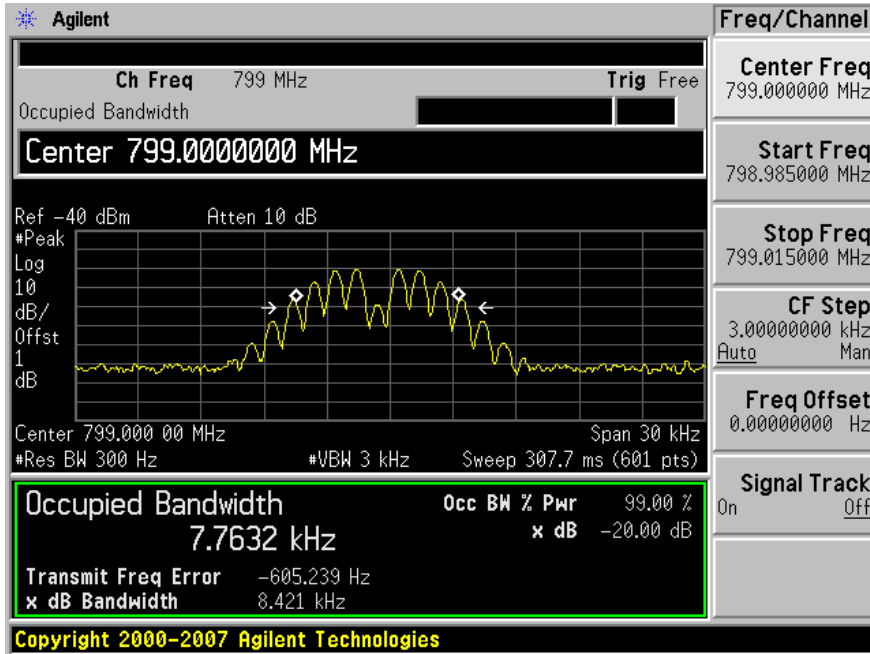 Agilent
Freq/Channel
Ch Freq 799 MHz Trig Free
Occupied Bandwidth
Center 799.0000000 MHz
Ref -40 dBm Atten 10 dB
#Peak
Log
10
dB/
Offst
1
dB
Center 799.000 00 MHz Span 30 kHz
#Res BW 300 Hz #VBW 3 kHz Sweep 307.7 ms (601 pts)
Occupied Bandwidth
7.7632 kHz
Occ BW % Pwr 99.00 %
x dB -20.00 dB
Transmit Freq Error -605.239 Hz
x dB Bandwidth 8.421 kHz
Copyright 2000-2007 Agilent Technologies
Center Freq
799.000000 MHz
Start Freq
798.985000 MHz
Stop Freq
799.015000 MHz
CF Step
3.00000000 kHz
Auto Man
Freq Offset
0.00000000 Hz
Signal Track
On Off